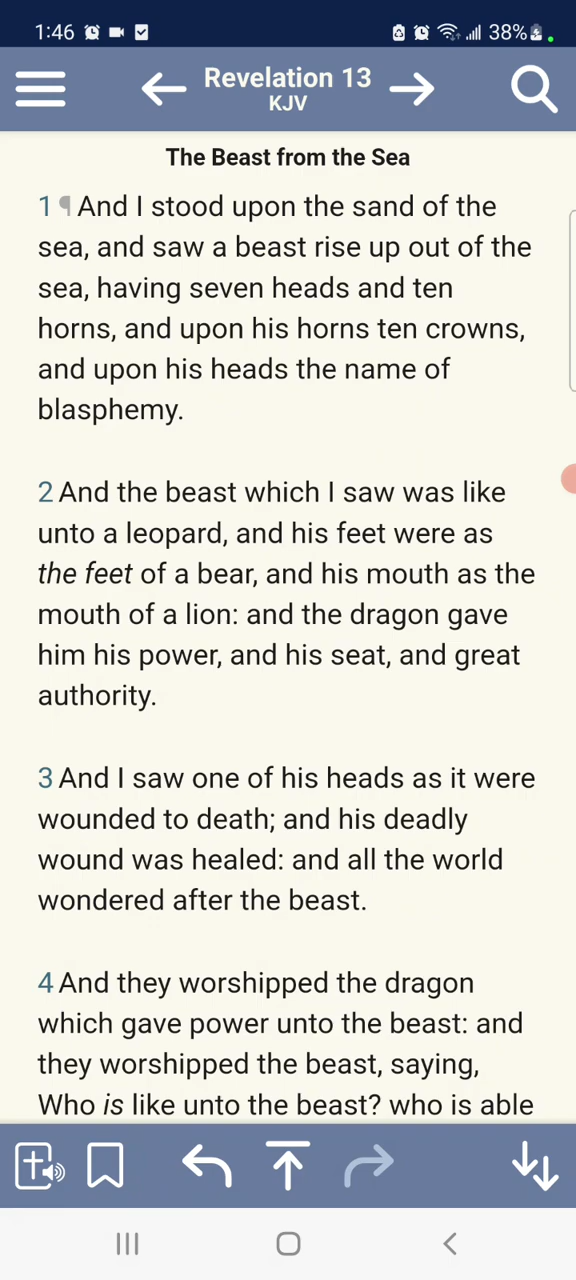 1:46
38%
Revelation 13
KJV
The Beast from the Sea
1 ¶ And I stood upon the sand of the
sea, and saw a beast rise up out of the
sea, having seven heads and ten
horns, and upon his horns ten crowns,
and upon his heads the name of
blasphemy.
2 And the beast which I saw was like
unto a leopard, and his feet were as
the feet of a bear, and his mouth as the
mouth of a lion: and the dragon gave
him his power, and his seat, and great
authority.
3 And I saw one of his heads as it were
wounded to death; and his deadly
wound was healed: and all the world
wondered after the beast.
4 And they worshipped the dragon
which gave power unto the beast: and
they worshipped the beast, saying,
Who is like unto the beast? who is able